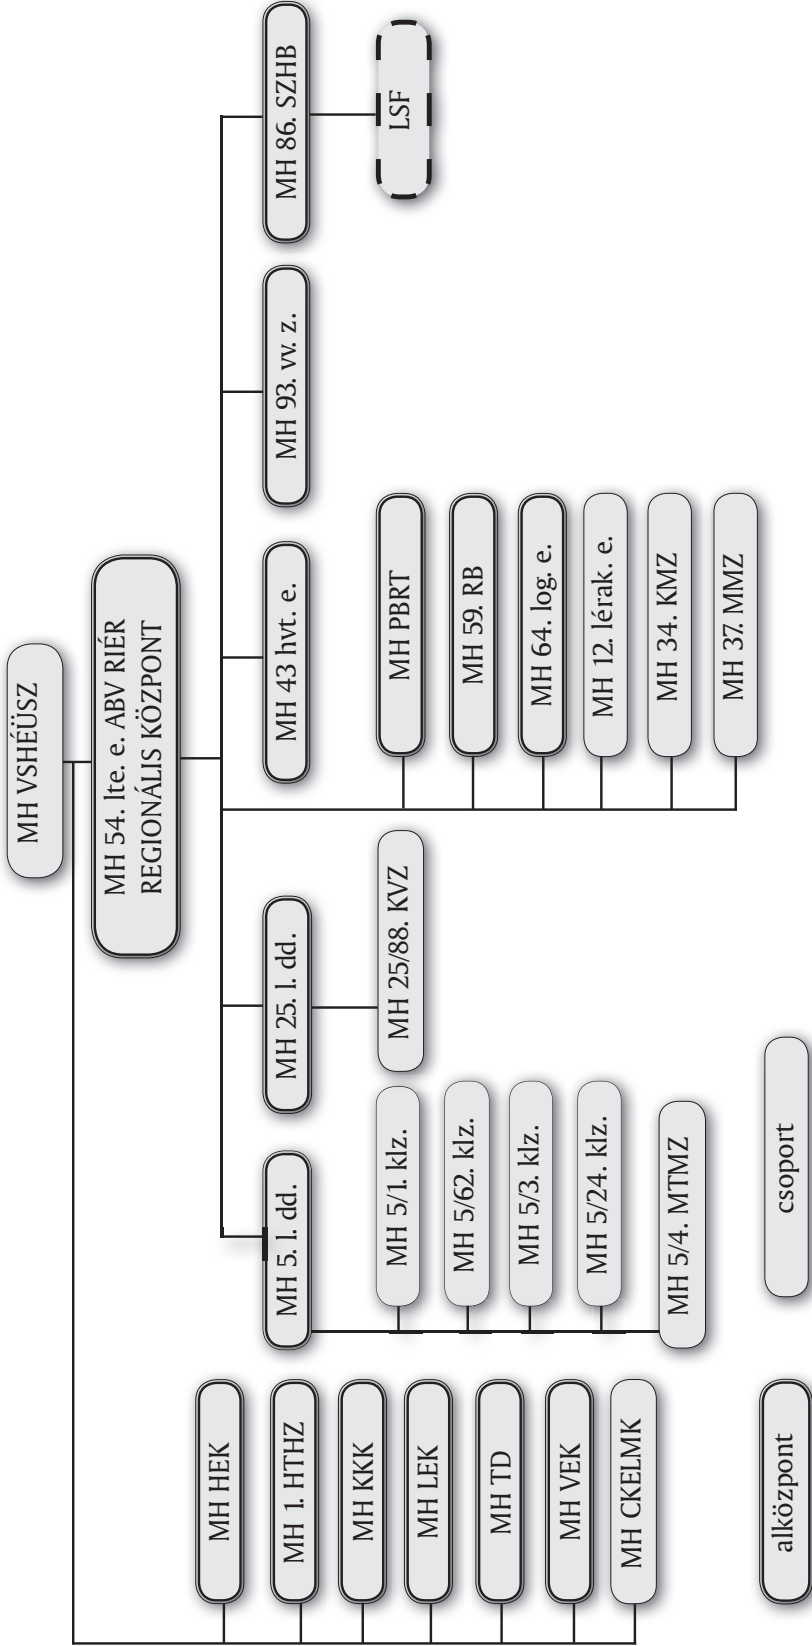 MH VSHÉÜSZ
MH 54. lte. e. ABV RIÉR
REGIONÁLIS KÖZPONT
MH HEK
MH 1. HTHZ
MH KKK
MH LEK
MH TD
MH VEK
MH CKELMK
MH 5. l. dd.
MH 5/1. klz.
MH 5/62. klz.
MH 5/3. klz.
MH 5/24. klz.
MH 5/4. MTMZ
MH 25. l. dd.
MH 25/88. KVZ
MH 43 hvt. e.
MH PBRT
MH 59. RB
MH 64. log. e.
MH 12. lérak. e.
MH 34. KMZ
MH 37. MMZ
MH 93. vv. z.
MH 86. SZHB
LSF
alközpont
csoport